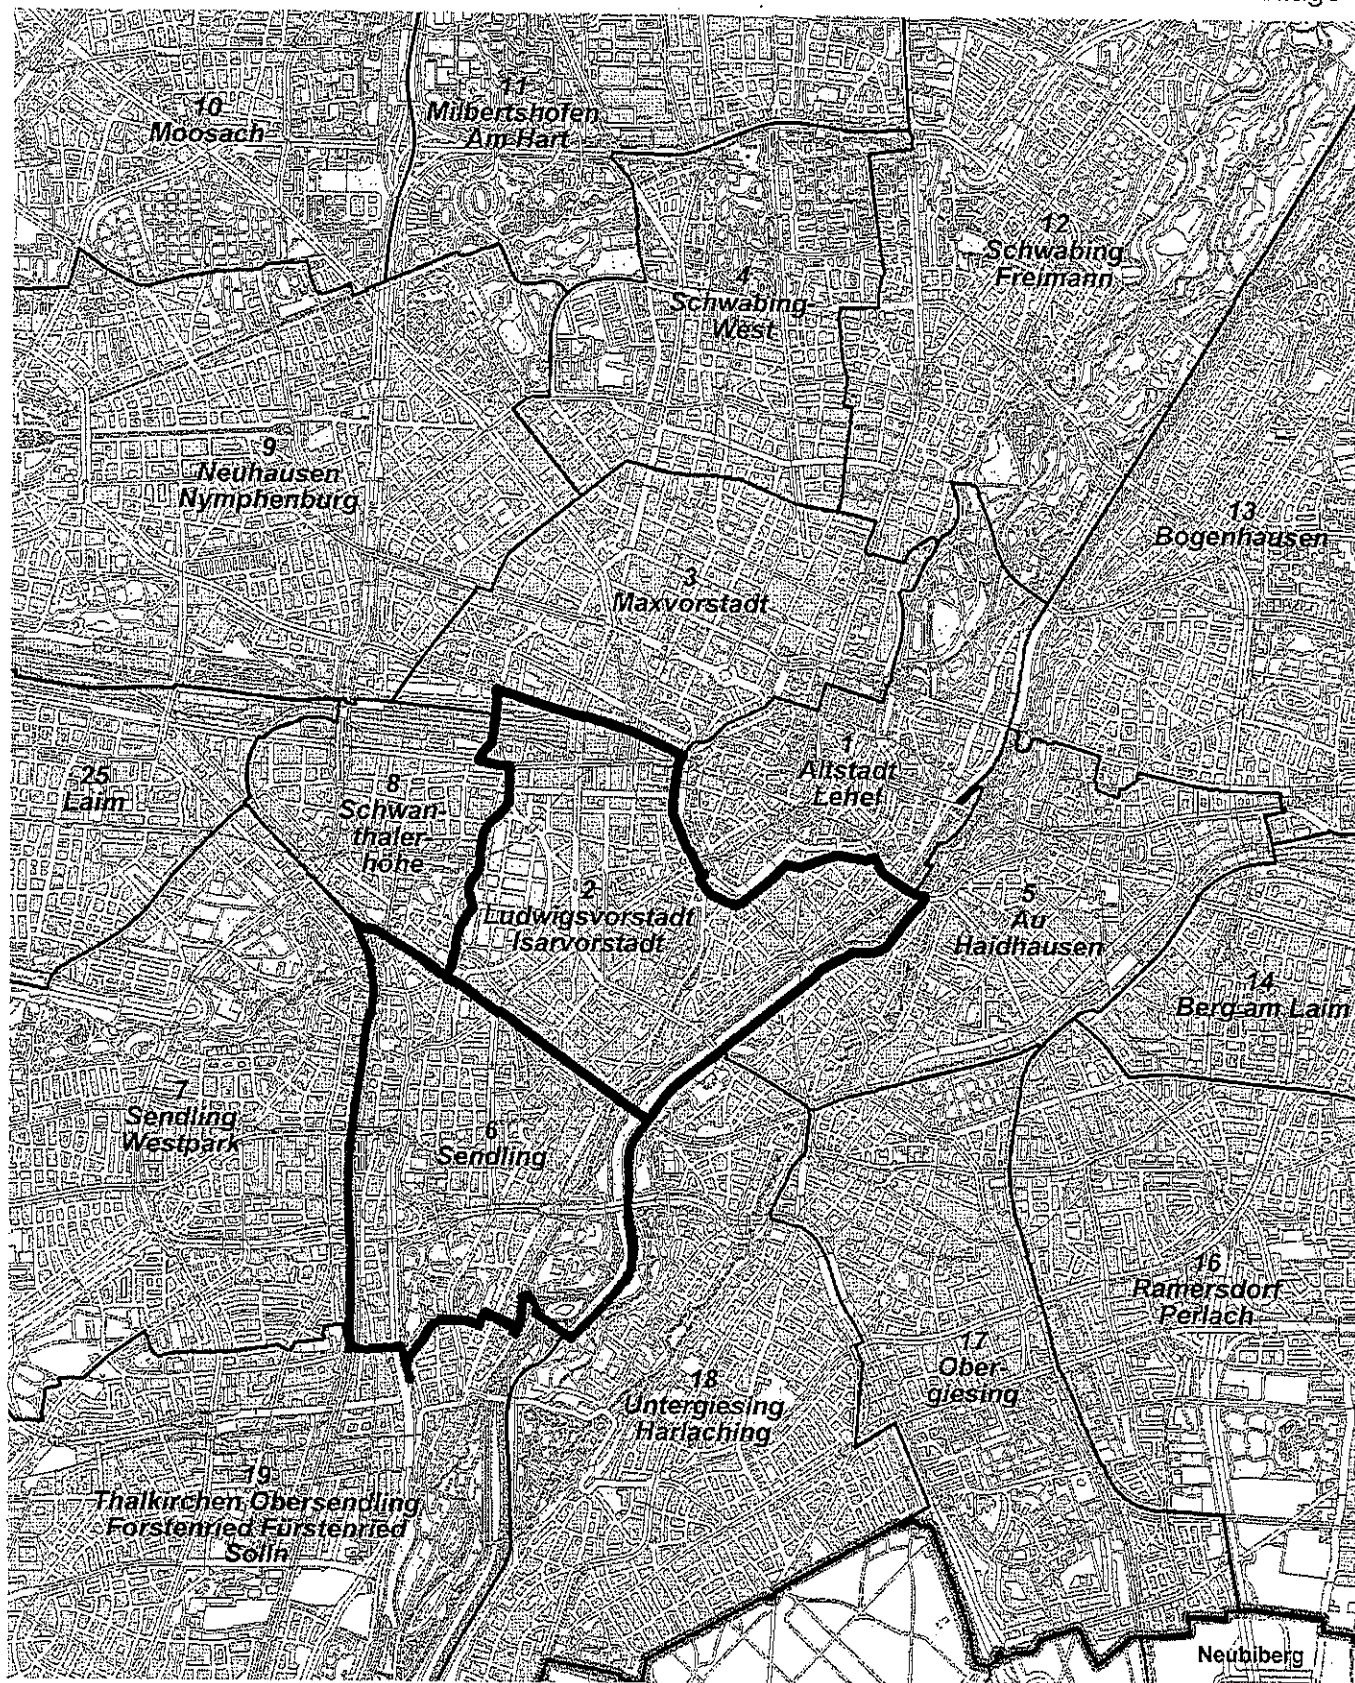 10
Moosach
11
Milbertshofen
Am Hart
12
Schwabing
Freimann
4
Schwabing-
West
9
Neuhausen
Nymphenburg
13
Bogenhausen
3
Maxvorstadt
1
Altstadt
Lehel
25
Laim
8
Schwan-
thaler-
höhe
2
Ludwigsvorstadt
Isarvorstadt
5
Au
Haidhausen
14
Berg am Laim
7
Sendling
Westpark
6
Sendling
16
Ramersdorf
Perlach
17
Ober-
giesing
18
Untergiesing
Harlaching
19
Thalkirchen Obersendling
Forstenried Fürstenried
Solln
Neubiberg